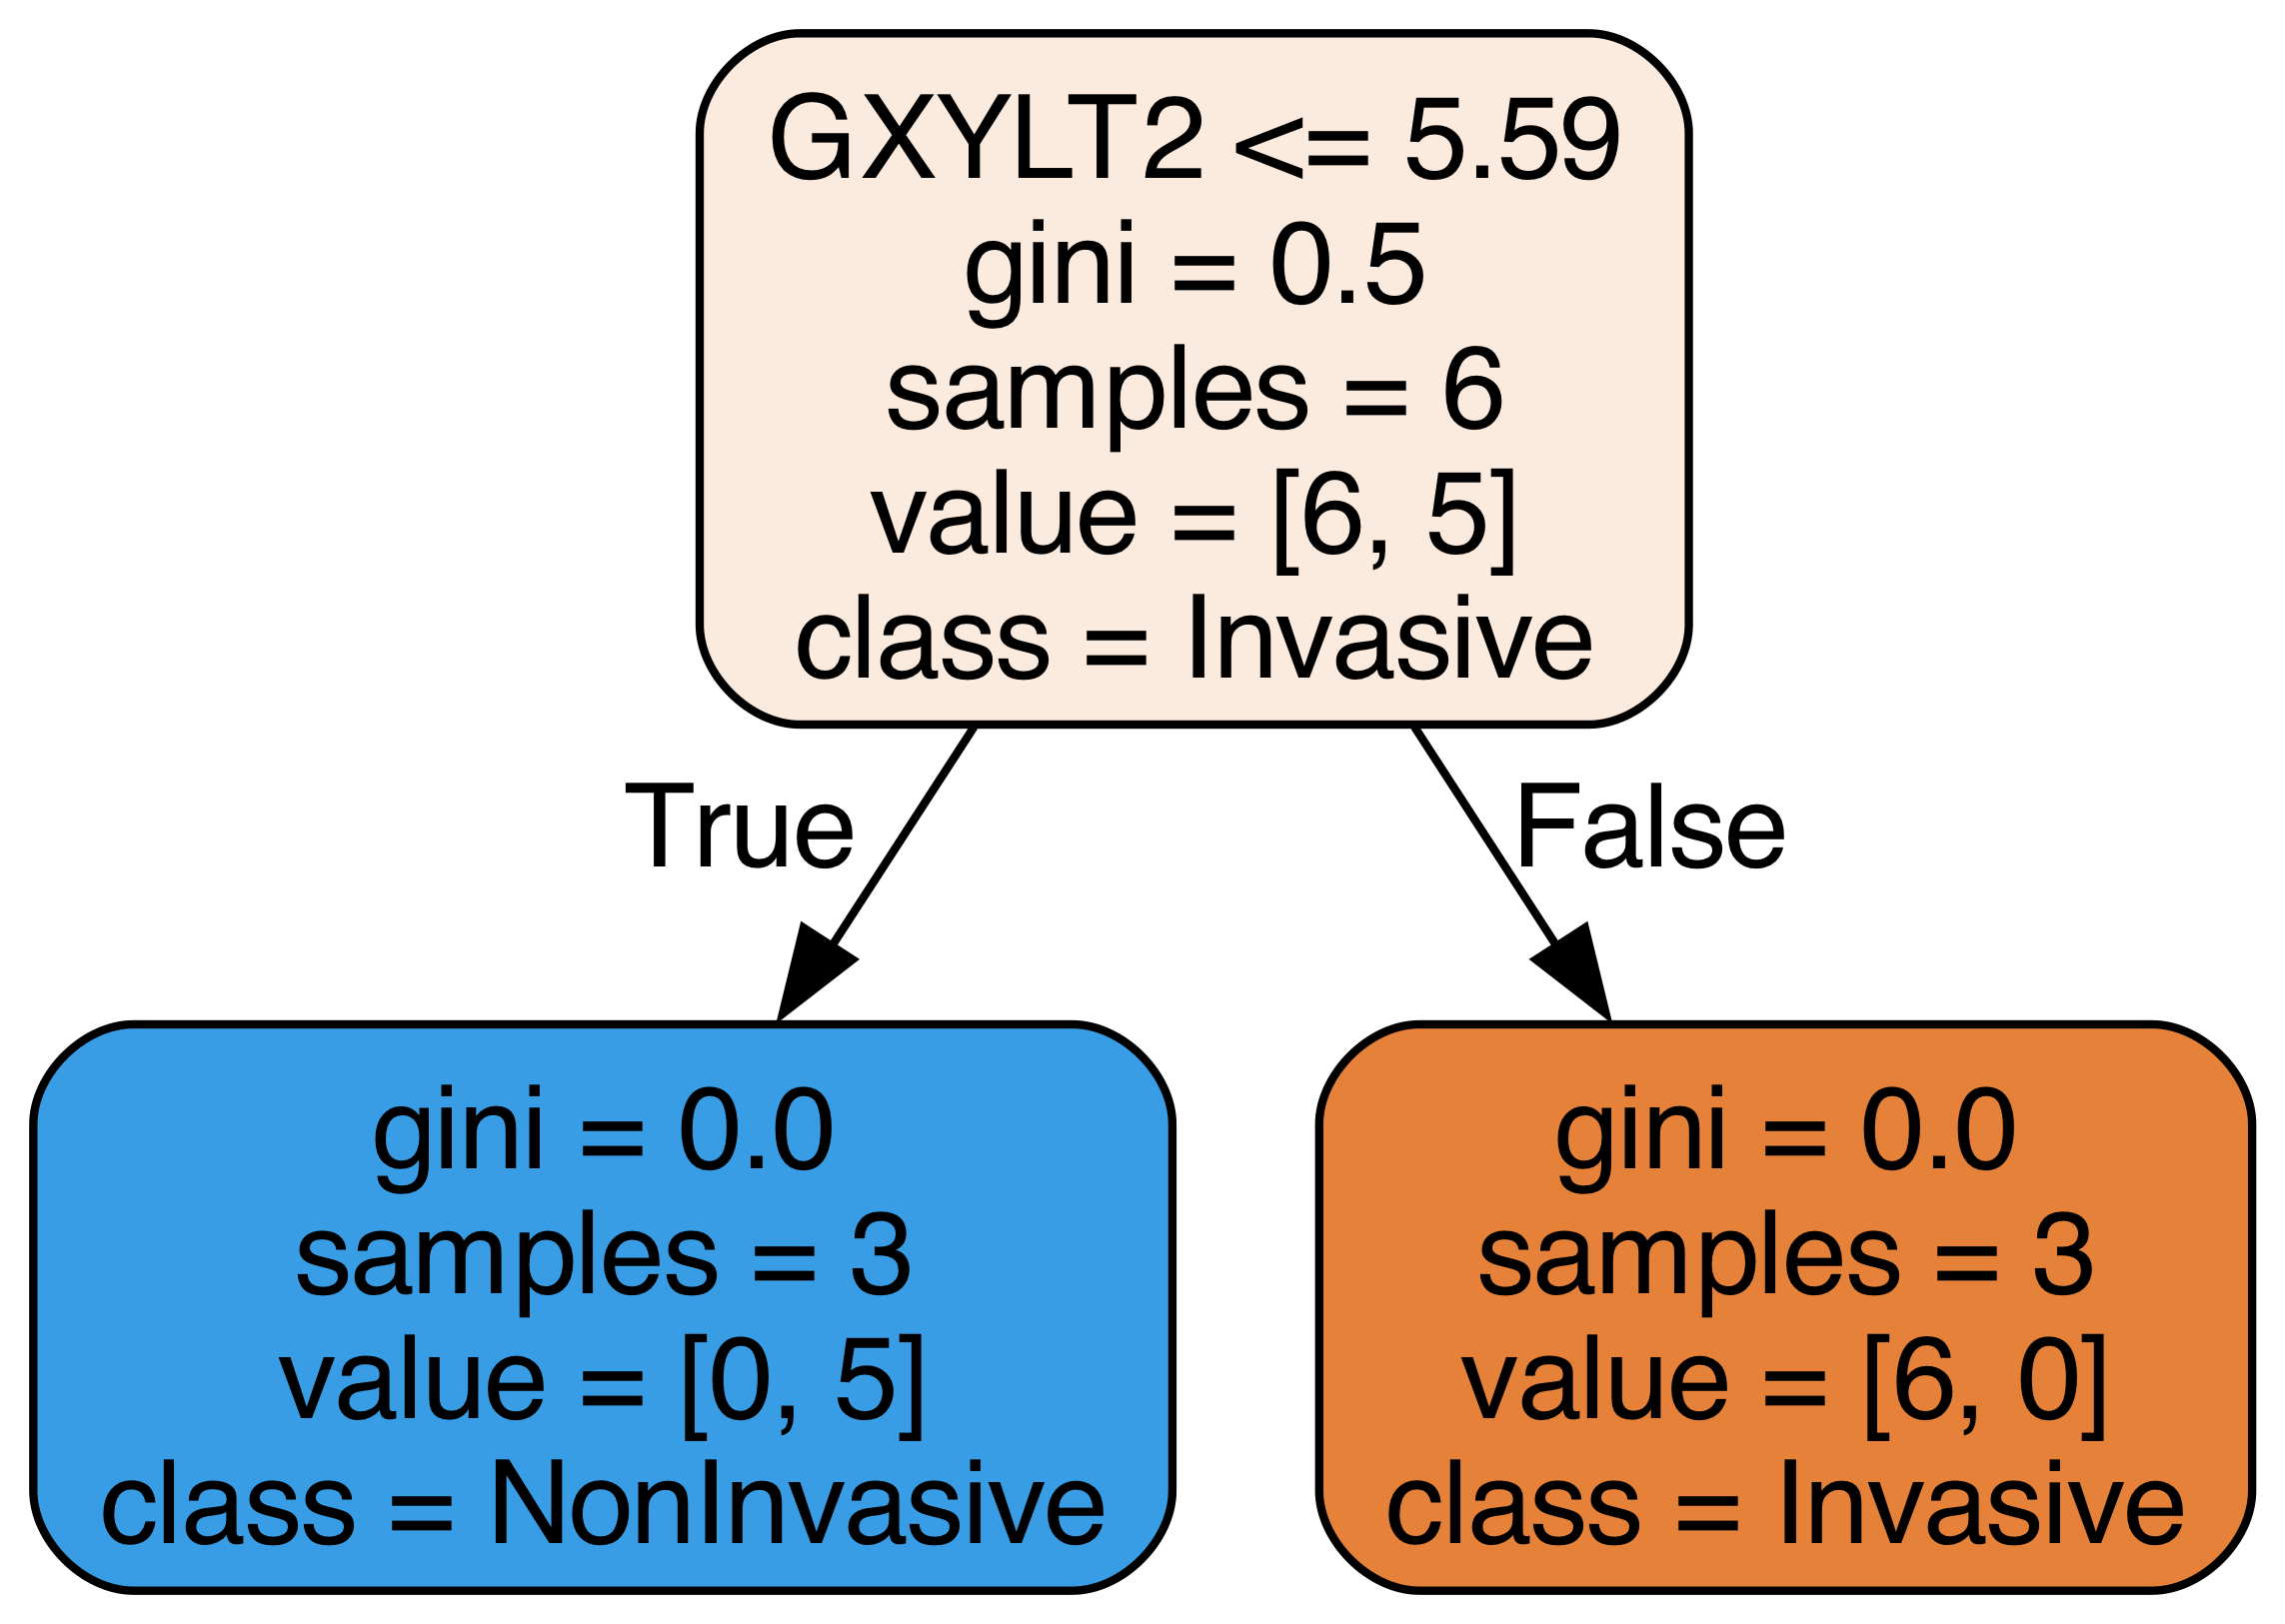 GXYLT2 <= 5.59
gini = 0.5
samples = 6
value = [6, 5]
class = Invasive
True
False
gini = 0.0
samples = 3
value = [0, 5]
class = NonInvasive
gini = 0.0
samples = 3
value = [6, 0]
class = Invasive